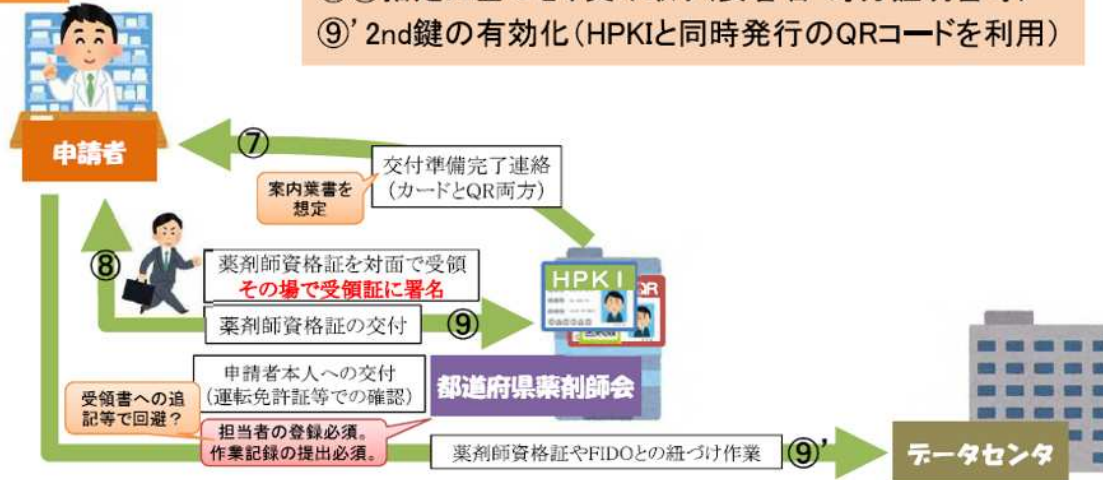 ⑨' 2nd鍵の有効化（HPKIと同時発行のQRコードを利用）
申請者
⑦
交付準備完了連絡
（カードとQR両方）
案内葉書を
想定
⑧
薬剤師資格証を対面で受領
その場で受領証に署名
薬剤師資格証の交付
⑨
HPKI
QR
申請者本人への交付
（運転免許証等での確認）
都道府県薬剤師会
受領書への追
記等で回避？
担当者の登録必須。
作業記録の提出必須。
薬剤師資格証やFIDOとの紐づけ作業
⑨'
データセンタ